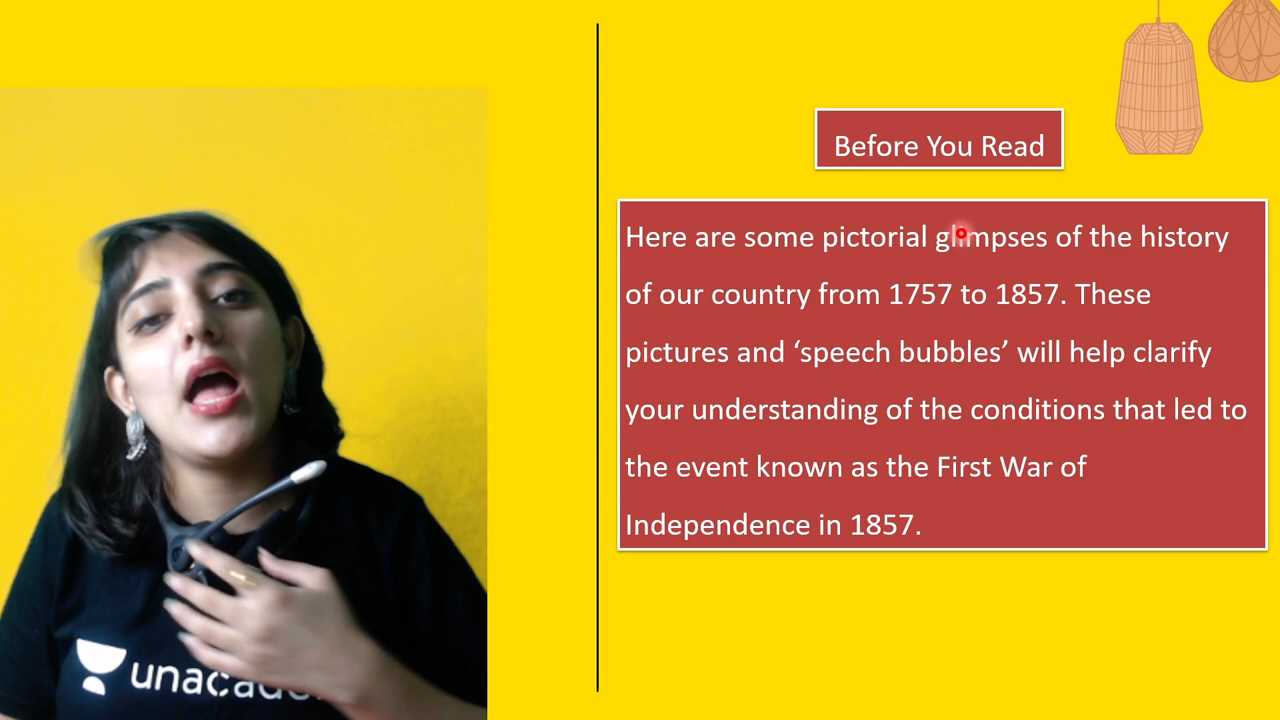 Before You Read
Here are some pictorial glimpses of the history
of our country from 1757 to 1857. These
pictures and ‘speech bubbles’ will help clarify
your understanding of the conditions that led to
the event known as the First War of
Independence in 1857.
unacade